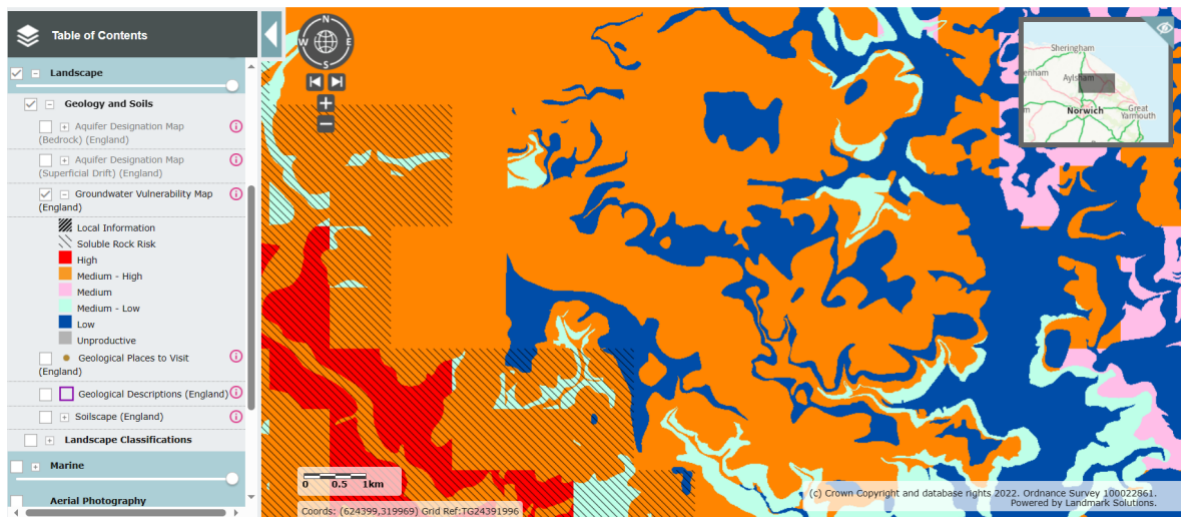 Table of Contents
Landscape
Geology and Soils
Aquifer Designation Map
(Bedrock) (England)
Aquifer Designation Map
(Superficial Drift) (England)
Groundwater Vulnerability Map
(England)
Local Information
Soluble Rock Risk
High
Medium - High
Medium
Medium - Low
Low
Unproductive
Geological Places to Visit
(England)
Geological Descriptions (England)
Soilscape (England)
Landscape Classifications
Marine
Aerial Photography
N
W
E
S
Sheringham
enham
Aylsham
Norwich
Great
Yarmouth
m
0 0.5 1km
Coords: (624399,319969) Grid Ref:TG24391996
(c) Crown Copyright and database rights 2022. Ordnance Survey 100022861.
Powered by Landmark Solutions.